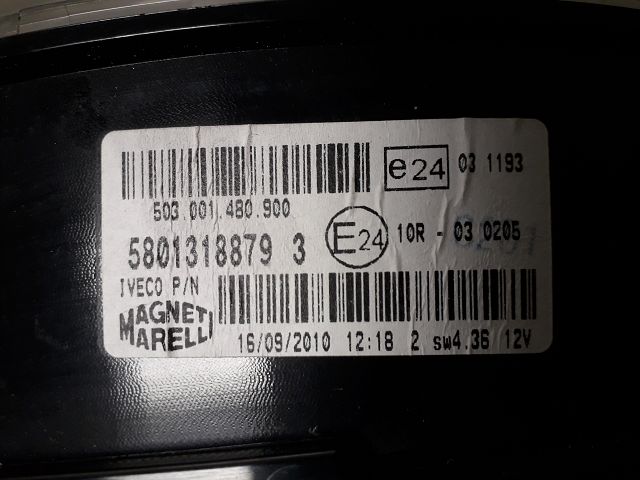 e24 03 1193
503.001.480.900
5801318879 3 E24 10R - 03 0205
IVECO P/N
MAGNETI
MARELLI
16/09/2010 12:18 2 sw4.36 12V